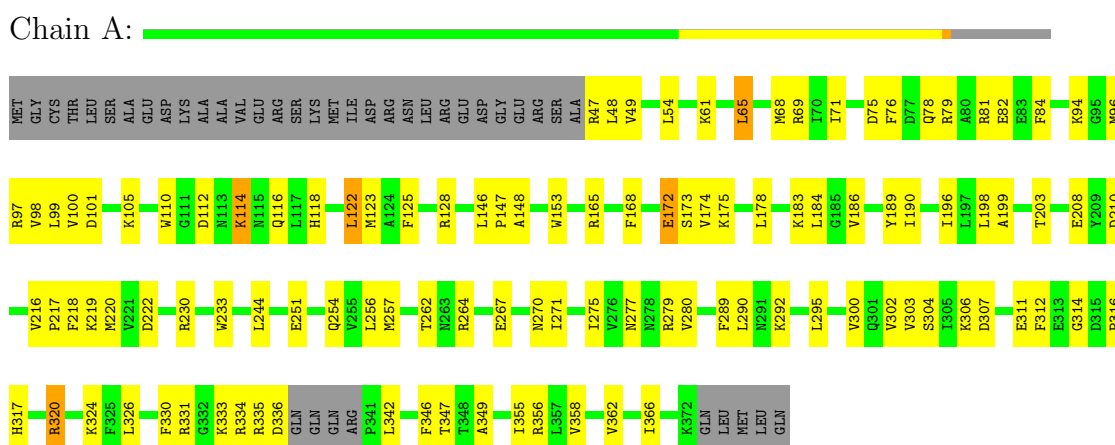 Chain A:
MET GLY CYS THR LEU SER ALA GLU ASP LYS ALA ALA VAL GLU ARG SER LYS MET ILE ASP ARG ASN LEU ARG GLU ASP GLY GLU ARG SER ALA R47 L48 V49 L54 K61 L65 M68 R69 I70 I71 D75 F76 D77 Q78 R79 A80 R81 E82 E83 F84 K94 G95
R97 V98 L99 V100 D101 K105 W110 G111 D112 N113 K114 N115 Q116 L117 H118 L122 M123 A124 F125 R128 L146 P147 A148 W153 R165 F168 E172 S173 V174 K175 L178 K183 L184 G185 V186 Y189 I190 I196 L197 L198 A199 T203 E208 Y209
V216 P217 F218 K219 M220 V221 D222 R230 W233 L244 E251 Q254 V255 L256 M257 T262 N263 R264 E267 N270 I271 I275 V276 N277 N278 R279 V280 F289 L290 N291 K292 L295 V300 Q301 V302 V303 S304 I305 K306 D307 E311 F312 E313 G314 D315
H317 R320 K324 F325 L326 F330 R331 G332 K333 R334 R335 D336 GLN GLN GLN ARG P341 L342 F346 T347 T348 A349 I355 R356 L357 V358 V362 I366 K372 GLN LEU MET LEU GLN